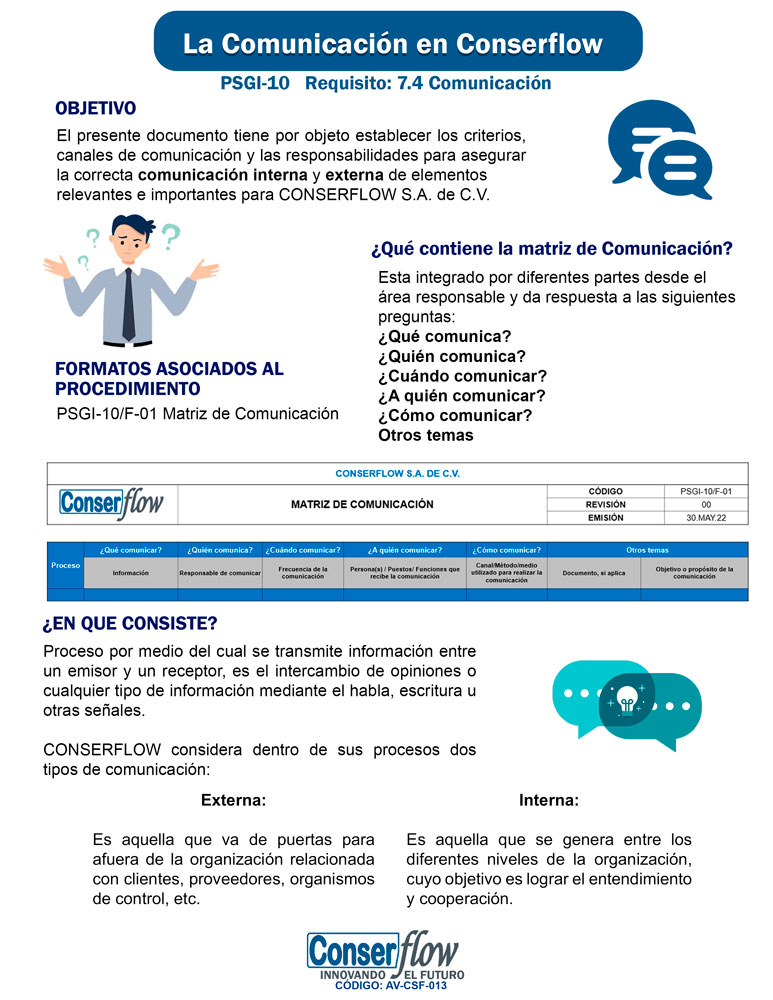 La Comunicación en Conserflow
PSGI-10 Requisito: 7.4 Comunicación
OBJETIVO
El presente documento tiene por objeto establecer los criterios,
canales de comunicación y las responsabilidades para asegurar
la correcta comunicación interna y externa de elementos
relevantes e importantes para CONSERFLOW S.A. de C.V.
? ? ?
¿Qué contiene la matriz de Comunicación?
Esta integrado por diferentes partes desde el
área responsable y da respuesta a las siguientes
preguntas:
¿Qué comunica?
¿Quién comunica?
¿Cuándo comunicar?
¿A quién comunicar?
¿Cómo comunicar?
Otros temas
FORMATOS ASOCIADOS AL
PROCEDIMIENTO
PSGI-10/F-01 Matriz de Comunicación
CONSERFLOW S.A. DE C.V.
Conserflow
MATRIZ DE COMUNICACIÓN
CÓDIGO PSGI-10/F-01
REVISIÓN 00
EMISIÓN 30.MAY.22
Proceso
¿Qué comunicar? ¿Quién comunica? ¿Cuándo comunicar? ¿A quién comunicar? ¿Cómo comunicar? Otros temas
Información
Responsable de comunicar
Frecuencia de la
comunicación
Persona(s) / Puestos/ Funciones que
recibe la comunicación
Canal/Método/medio
utilizado para realizar la
comunicación
Documento, si aplica
Objetivo o propósito de la
comunicación
¿EN QUE CONSISTE?
Proceso por medio del cual se transmite información entre
un emisor y un receptor, es el intercambio de opiniones o
cualquier tipo de información mediante el habla, escritura u
otras señales.
CONSERFLOW considera dentro de sus procesos dos
tipos de comunicación:
Externa:
Es aquella que va de puertas para
afuera de la organización relacionada
con clientes, proveedores, organismos
de control, etc.
Interna:
Es aquella que se genera entre los
diferentes niveles de la organización,
cuyo objetivo es lograr el entendimiento
y cooperación.
Conserflow
INNOVANDO EL FUTURO
CÓDIGO: AV-CSF-013